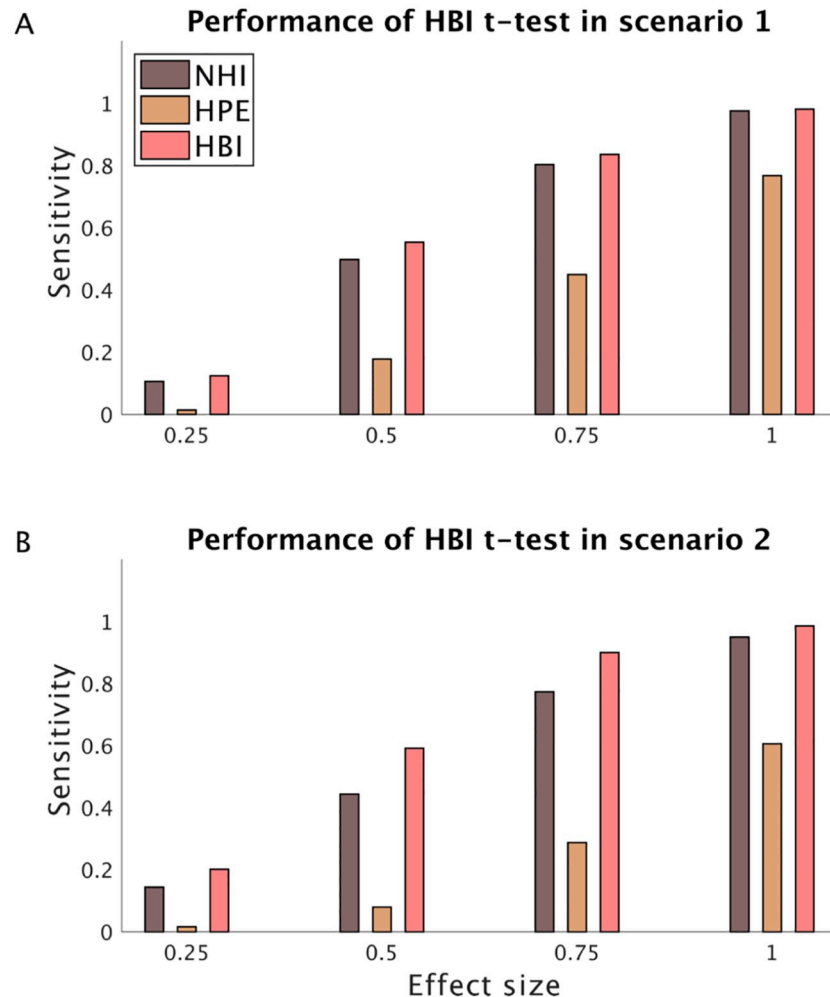 A
Performance of HBI t-test in scenario 1
NHI
HPE
HBI
Sensitivity
1
0.8
0.6
0.4
0.2
0
0.25 0.5 0.75 1
B
Performance of HBI t-test in scenario 2
Sensitivity
1
0.8
0.6
0.4
0.2
0
0.25 0.5 0.75 1
Effect size